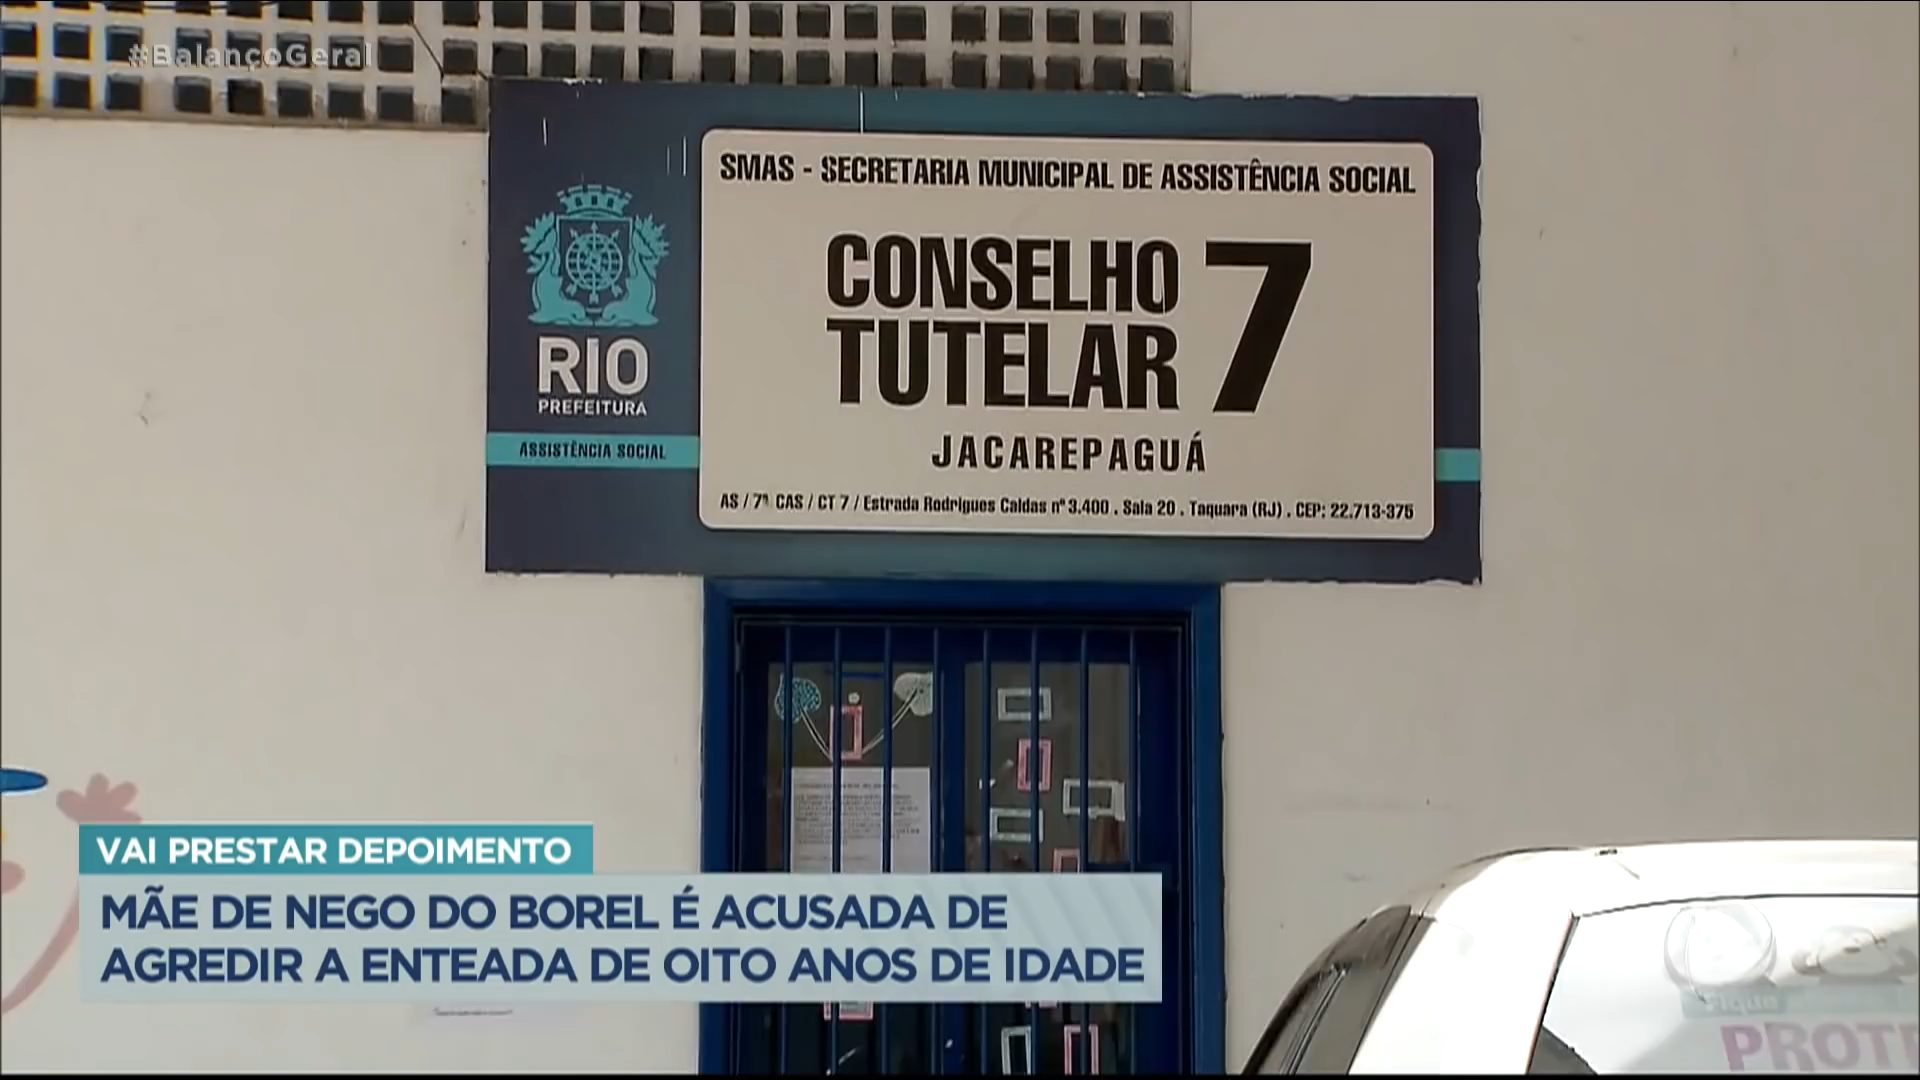 #BalançoGeral
SMAS - SECRETARIA MUNICIPAL DE ASSISTÊNCIA SOCIAL
CONSELHO
TUTELAR 7
JACAREPAGUÁ
AS / 7ª CAS / CT 7 / Estrada Rodrigues Caldas nº 3.400 . Sala 20 . Taquara (RJ) . CEP: 22.713-375
RIO
PREFEITURA
ASSISTÊNCIA SOCIAL
VAI PRESTAR DEPOIMENTO
MÃE DE NEGO DO BOREL É ACUSADA DE
AGREDIR A ENTEADA DE OITO ANOS DE IDADE
Fique
PROT